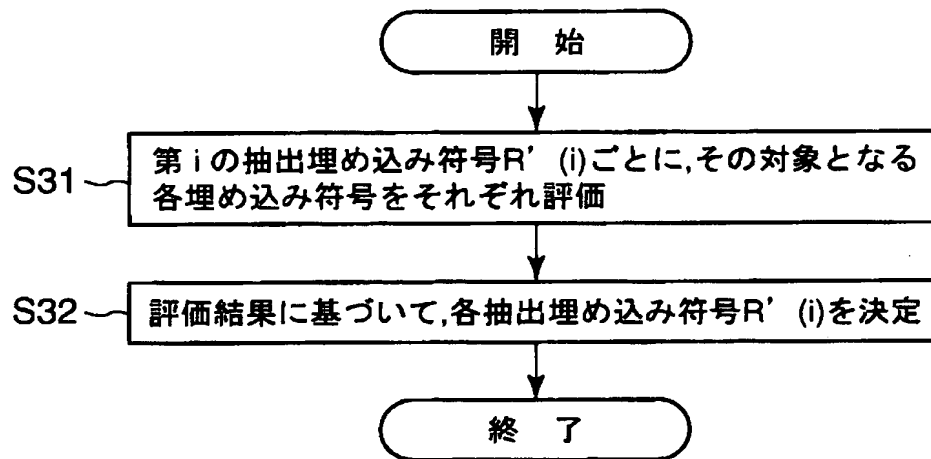 開 始
S31
第iの抽出埋め込み符号R' (i)ごとに,その対象となる
各埋め込み符号をそれぞれ評価
S32
評価結果に基づいて,各抽出埋め込み符号R' (i)を決定
終 了